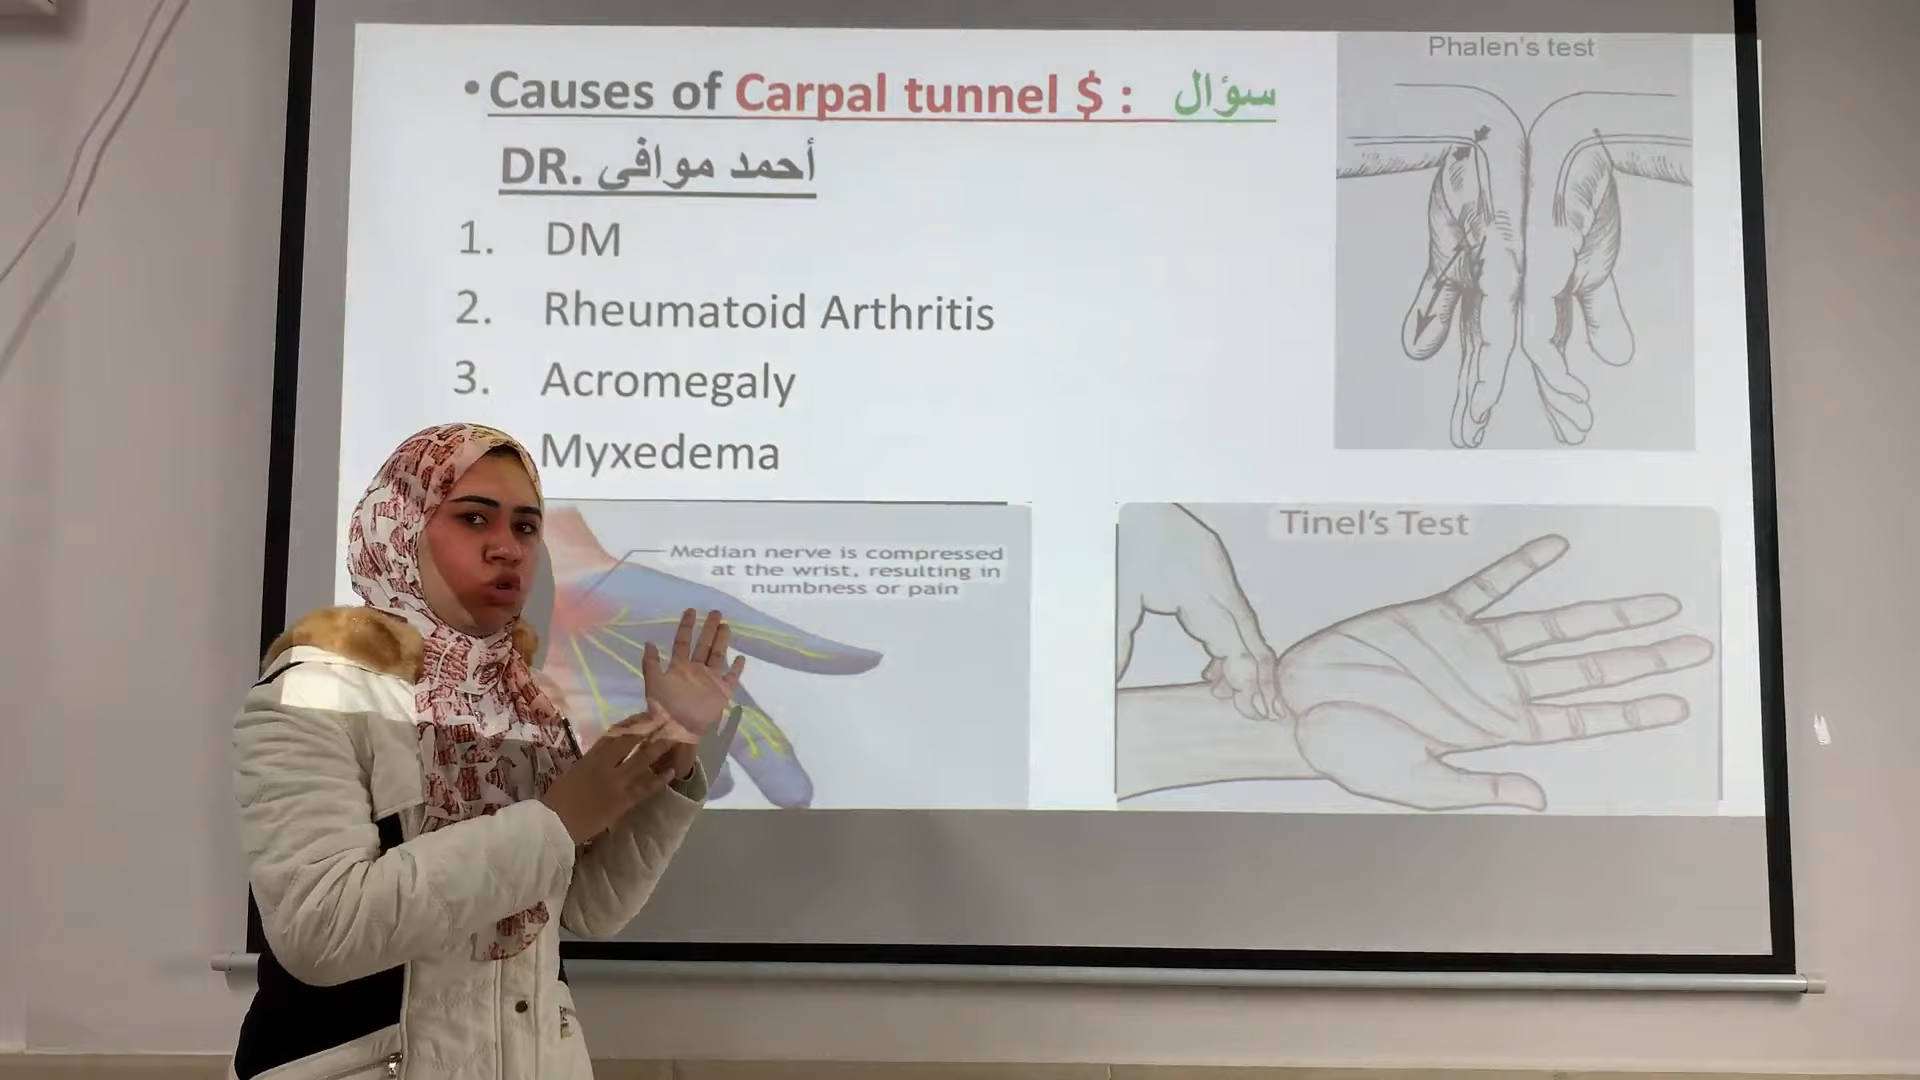 • Causes of Carpal tunnel $ : سؤال
DR. أحمد موافى
1. DM
2. Rheumatoid Arthritis
3. Acromegaly
Myxedema
Phalen's test
Median nerve is compressed
at the wrist, resulting in
numbness or pain
Tinel's Test